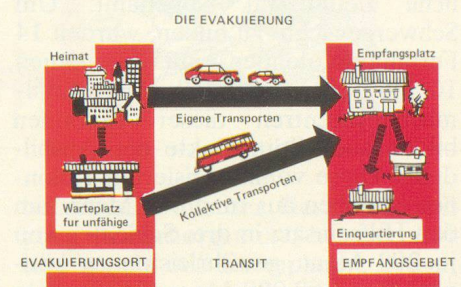 DIE EVAKUIERUNG
Heimat
Empfangsplatz
Eigene Transporten
Kollektive Transporten
Warteplatz
fur unfähige
Einquartierung
EVAKUIERUNGSORT
TRANSIT
EMPFANGSGEBIET